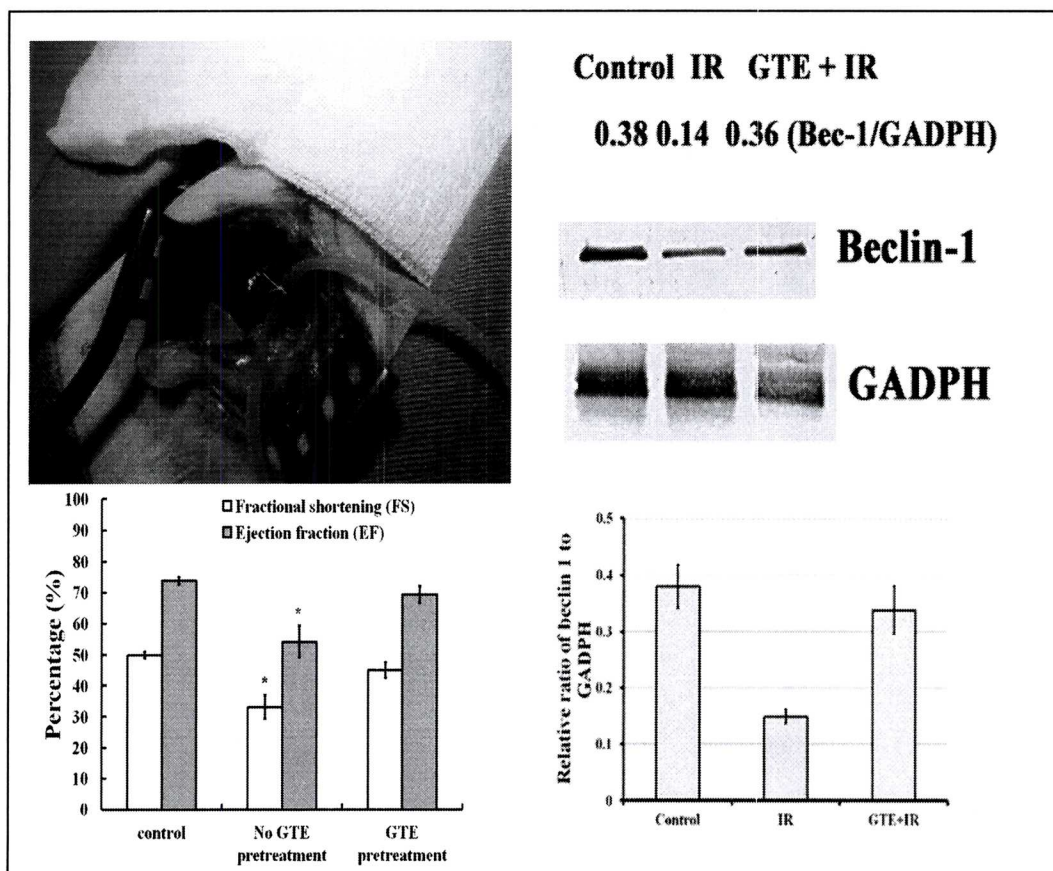 Control IR GTE + IR
0.38 0.14 0.36 (Bec-1/GADPH)
Beclin-1
GADPH
100
90
80
70
60
50
40
30
20
10
0
Percentage (%)
Fractional shortening (FS)
Ejection fraction (EF)
*
*
control
No GTE
pretreatment
GTE
pretreatment
0.5
0.4
0.3
0.2
0.1
0
Relative ratio of beclin 1 to
GADPH
Control
IR
GTE+IR